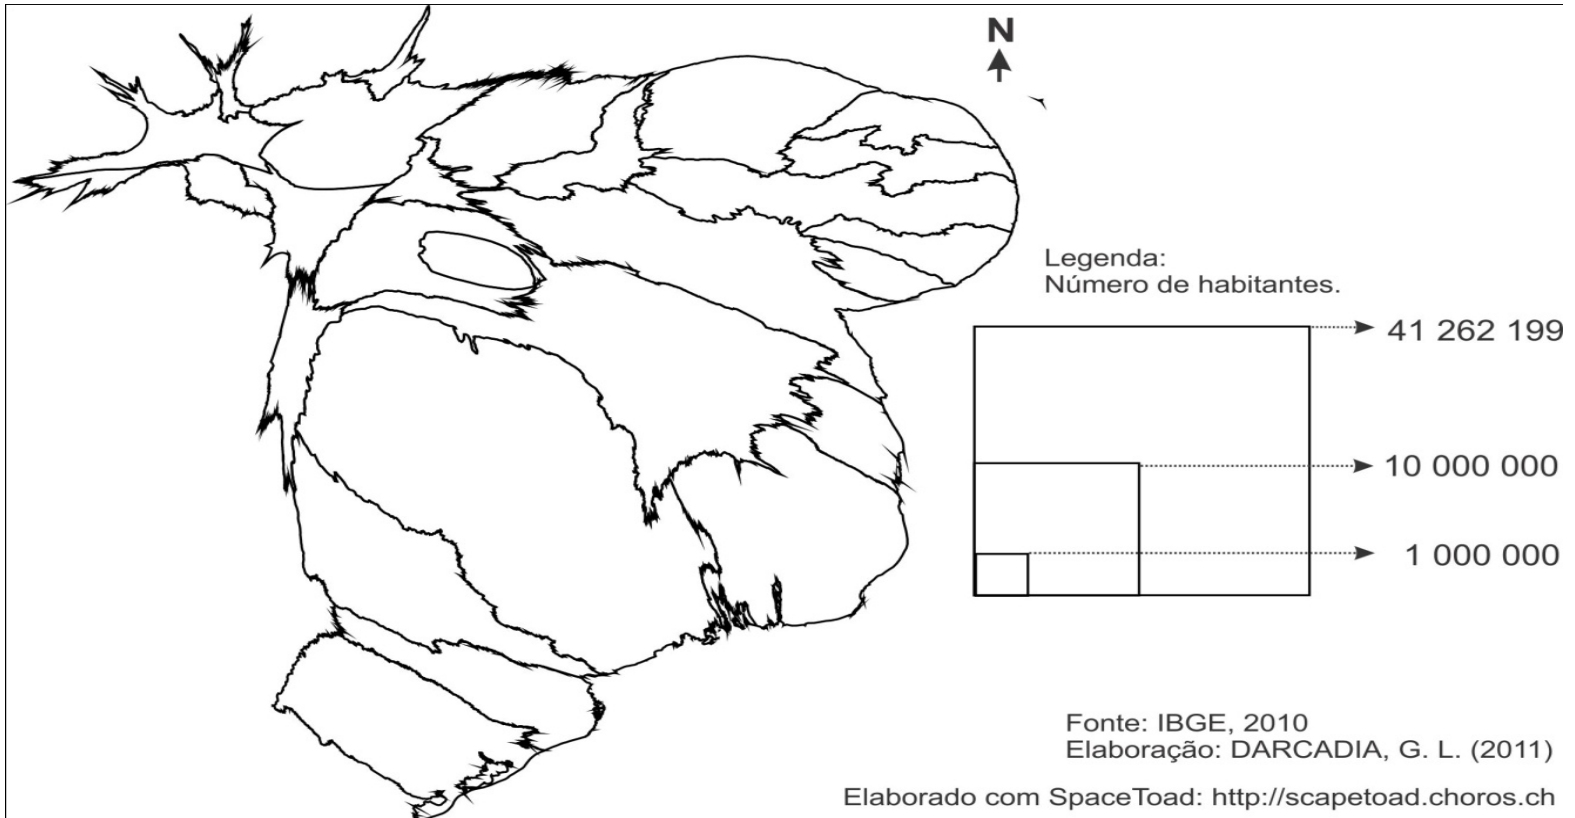 N
Legenda:
Número de habitantes.
41 262 199
10 000 000
1 000 000
Fonte: IBGE, 2010
Elaboração: DARCADIA, G. L. (2011)
Elaborado com SpaceToad: http://scapetoad.choros.ch